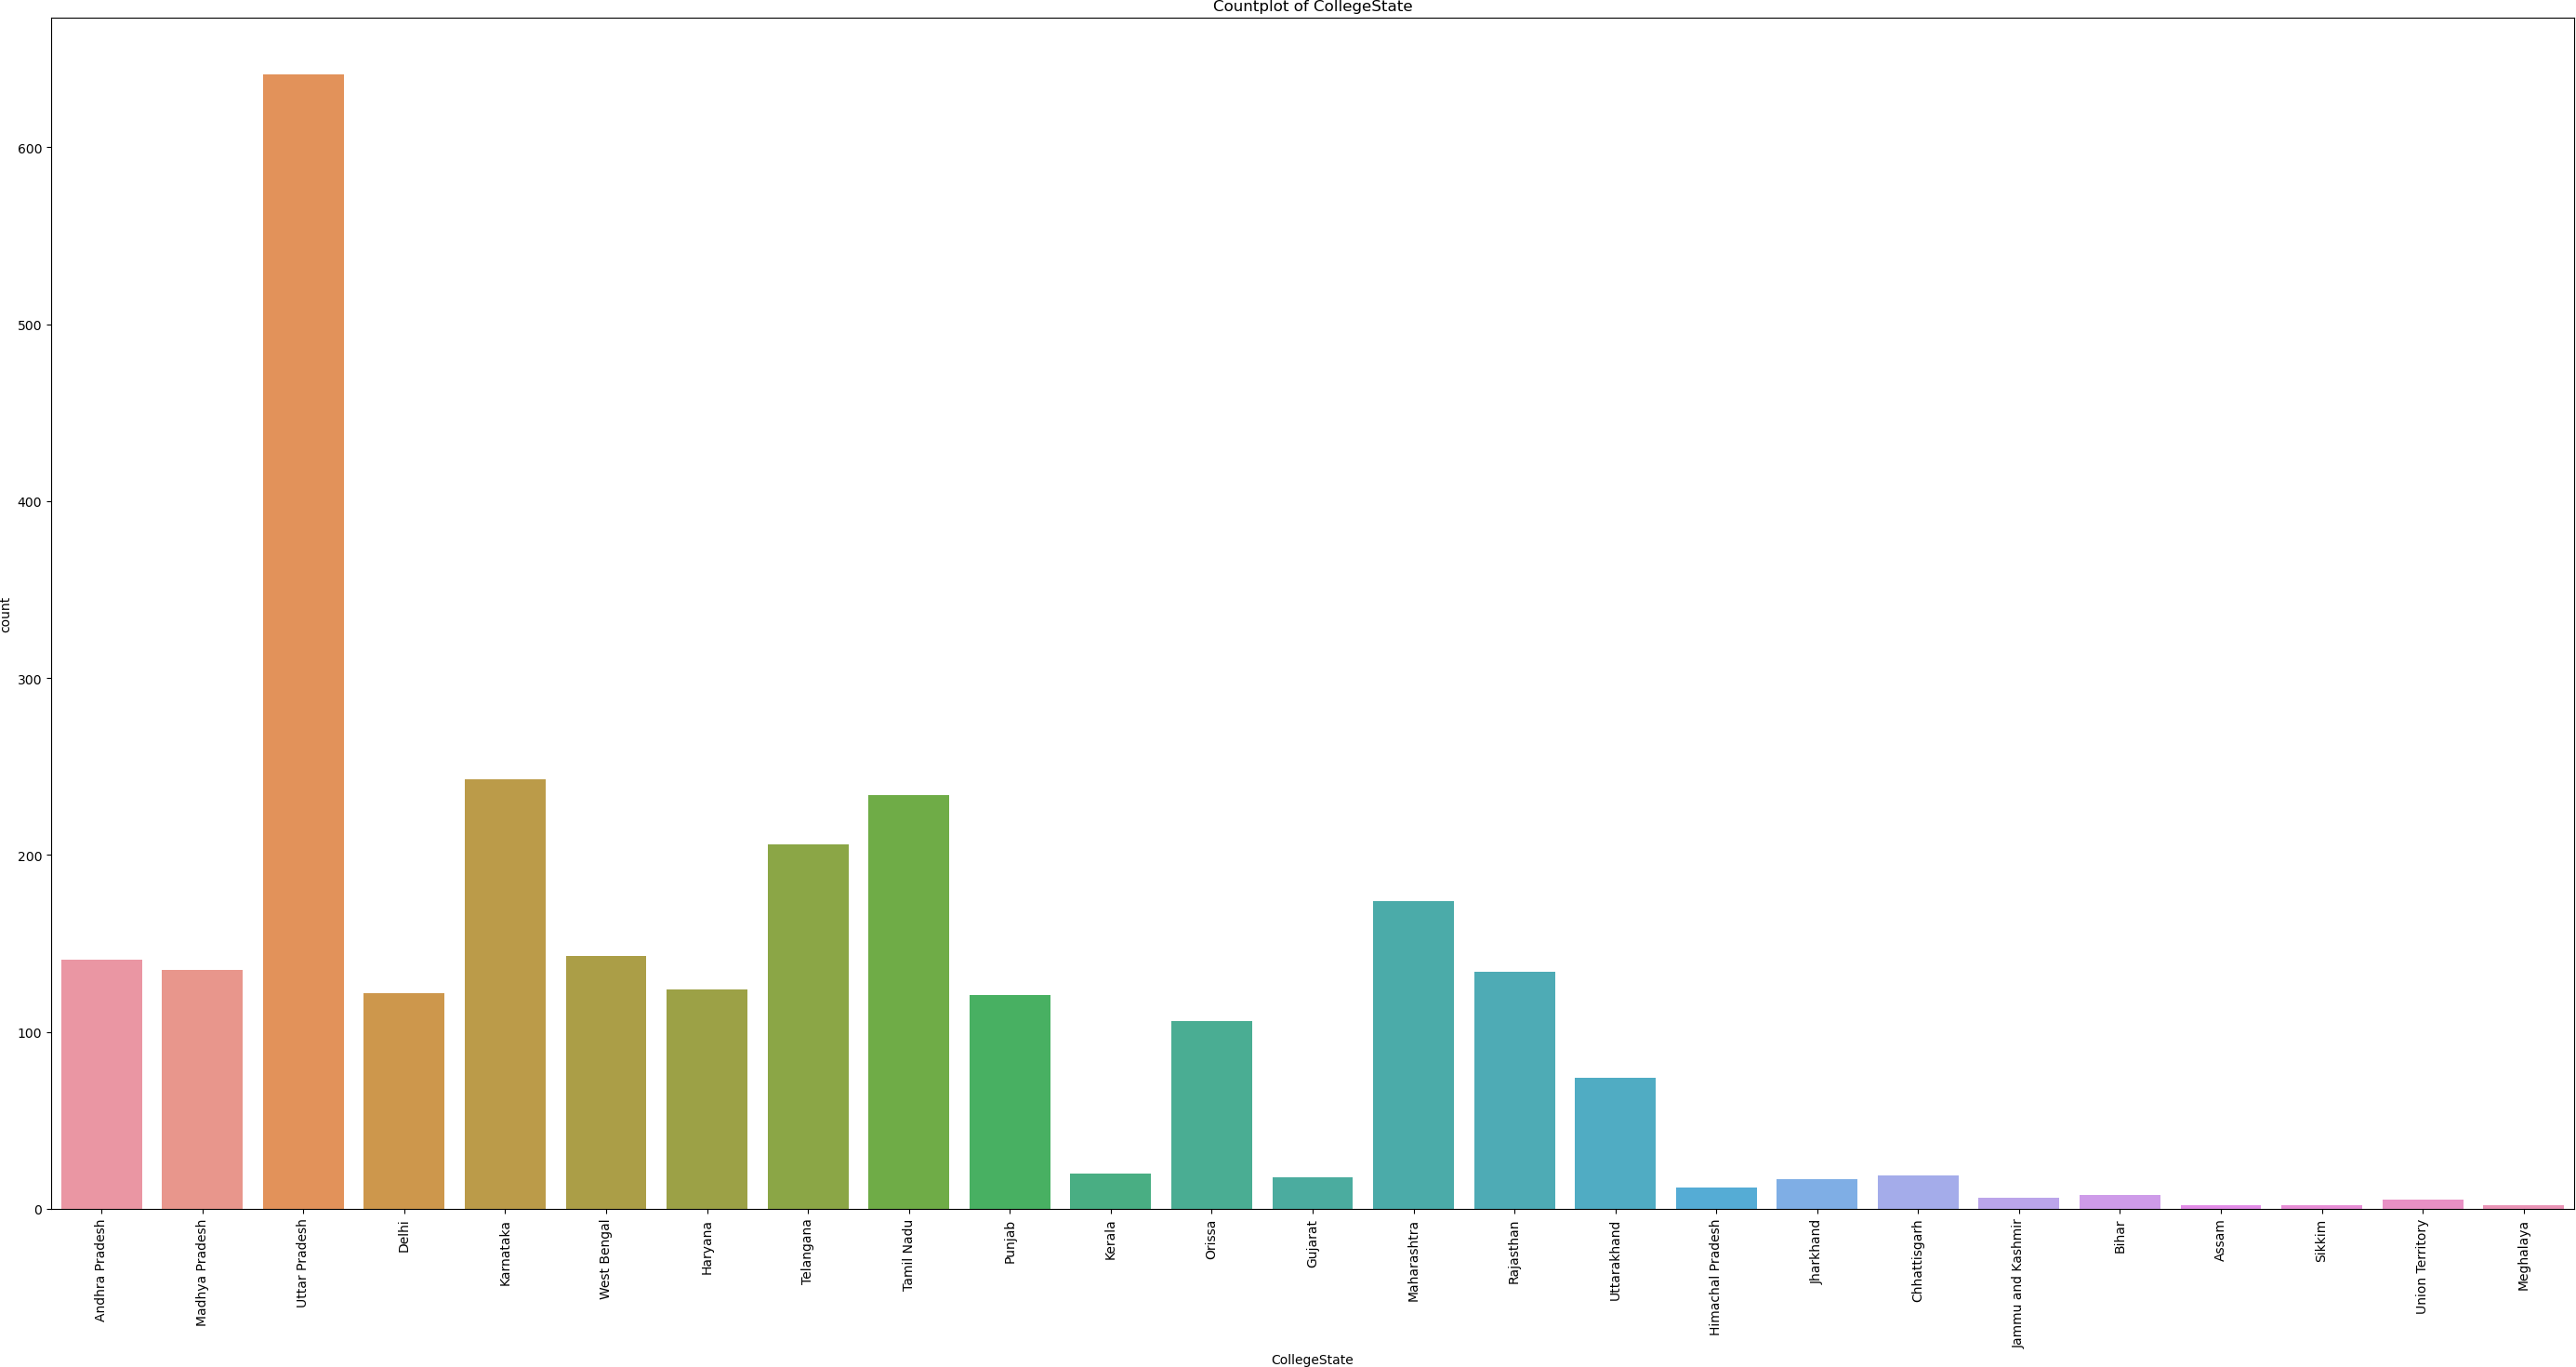 Countplot of CollegeState
600
500
400
300
200
100
0
count
Andhra Pradesh
Madhya Pradesh
Uttar Pradesh
Delhi
Karnataka
West Bengal
Haryana
Telangana
Tamil Nadu
Punjab
Kerala
Orissa
Gujarat
Maharashtra
Rajasthan
Uttarakhand
Himachal Pradesh
Jharkhand
Chhattisgarh
Jammu and Kashmir
Bihar
Assam
Sikkim
Union Territory
Meghalaya
CollegeState